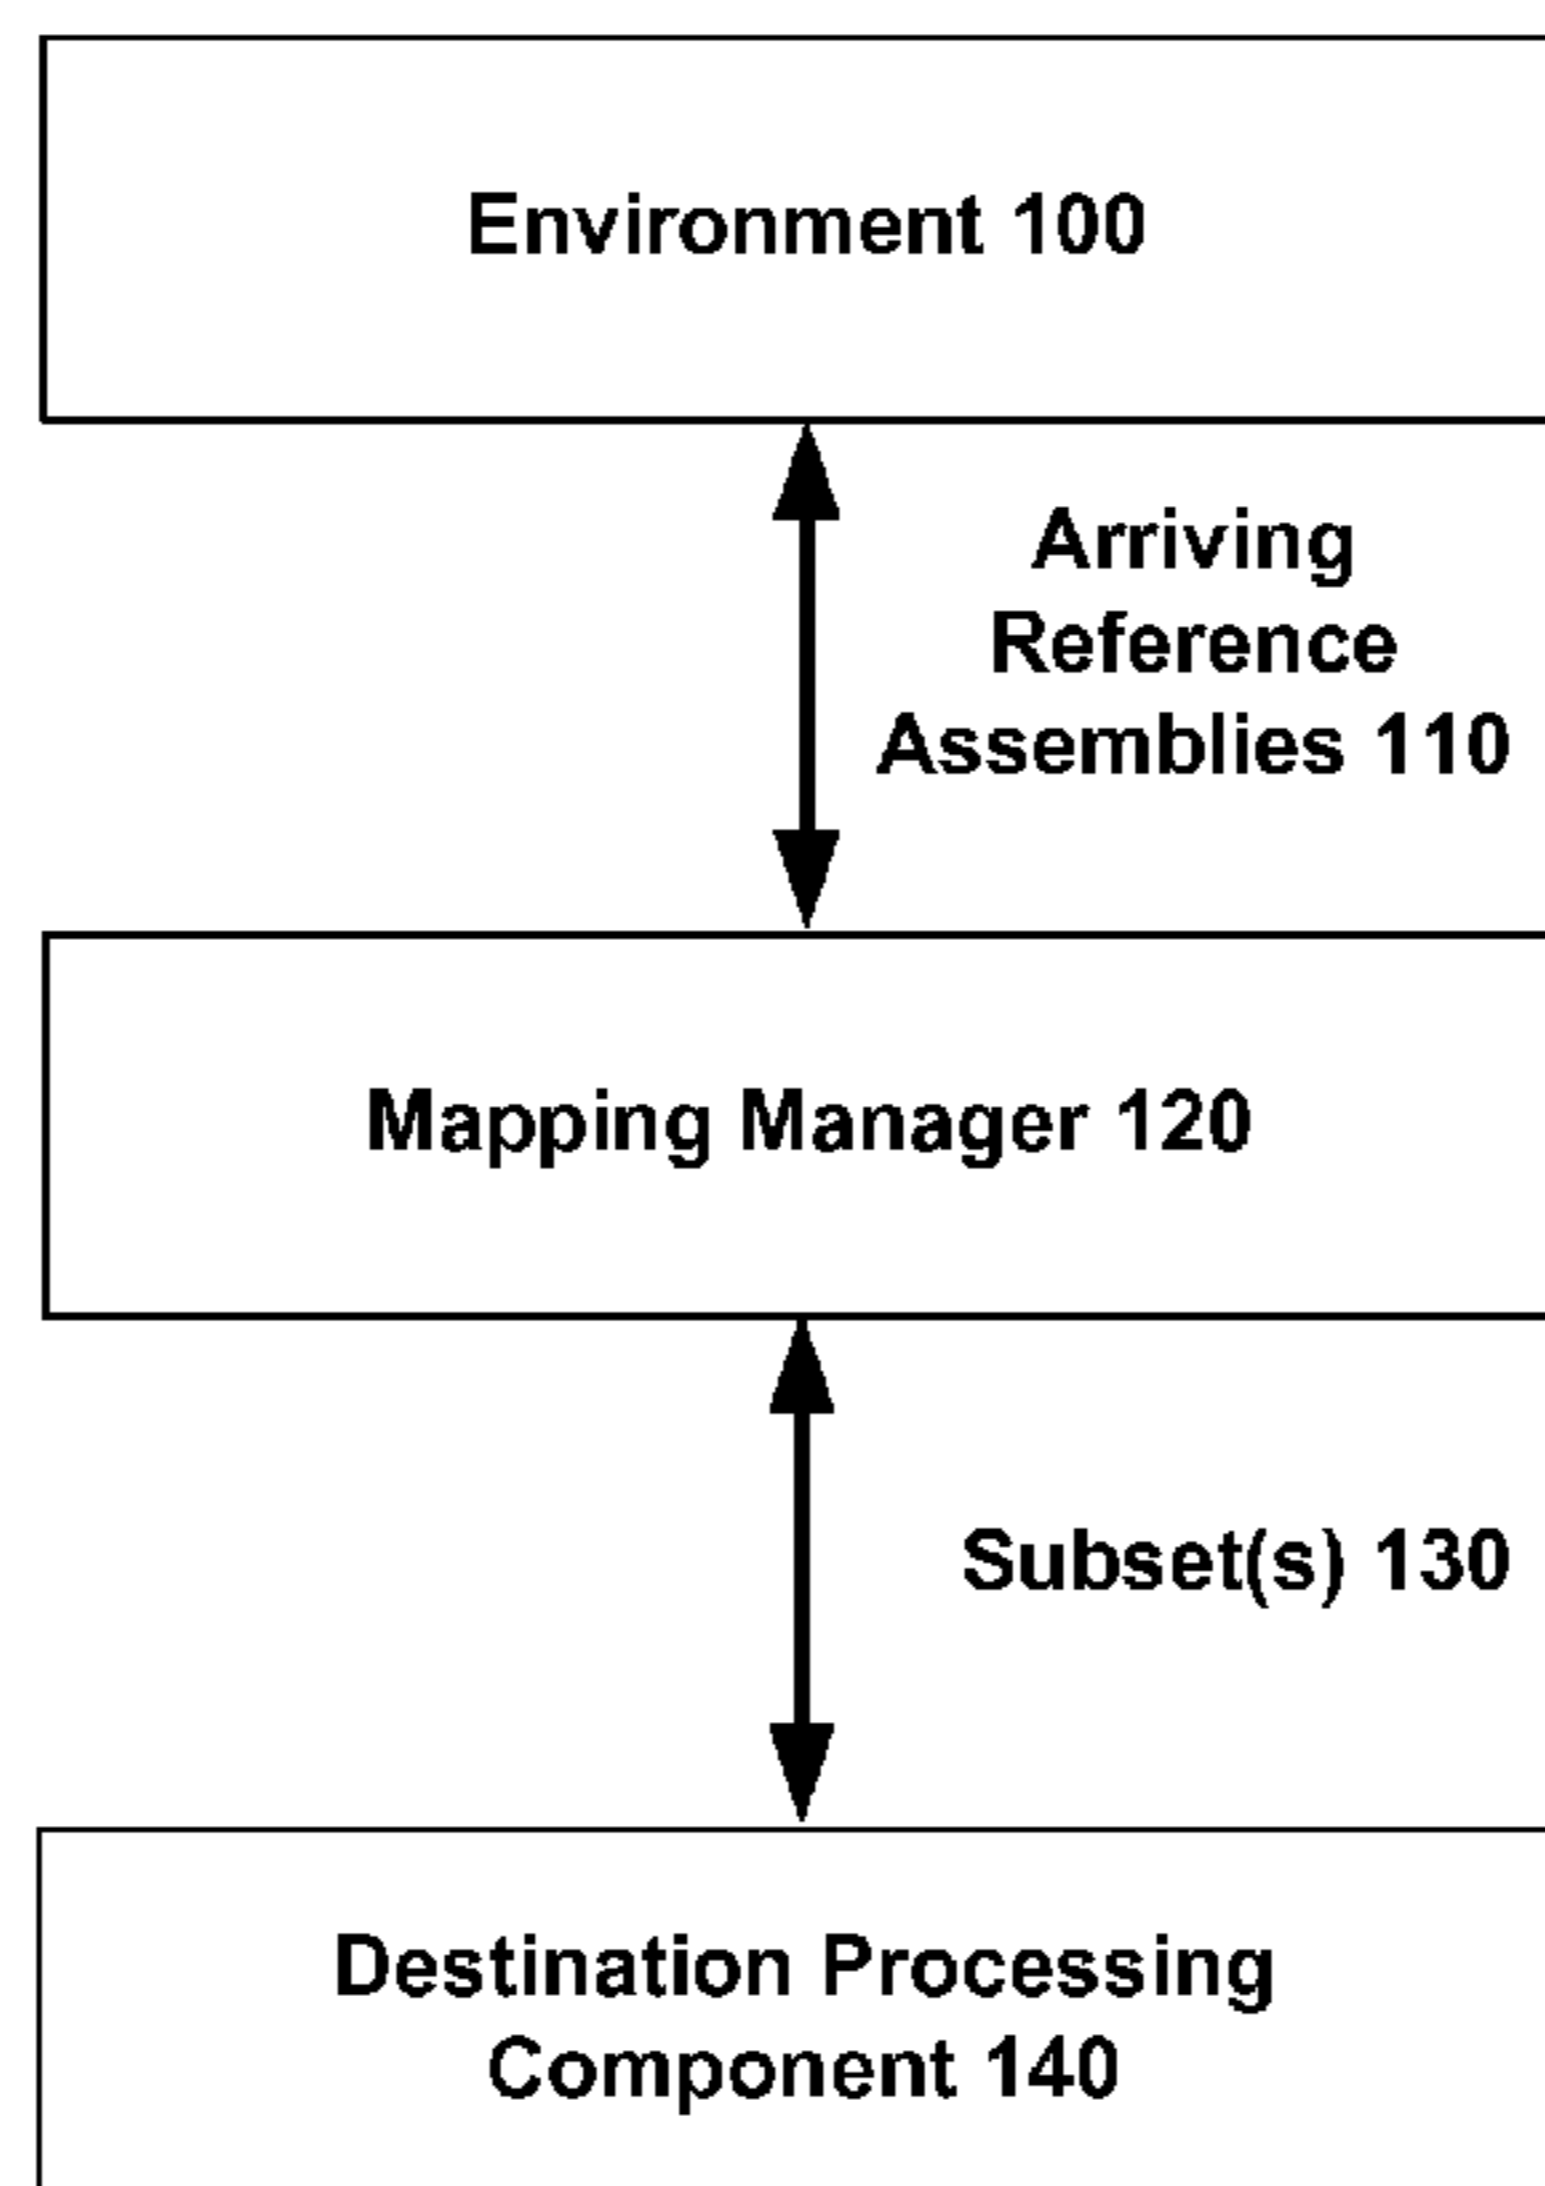 Environment 100
Arriving
Reference
Assemblies 110
Mapping Manager 120
Subset(s) 130
Destination Processing
Component 140